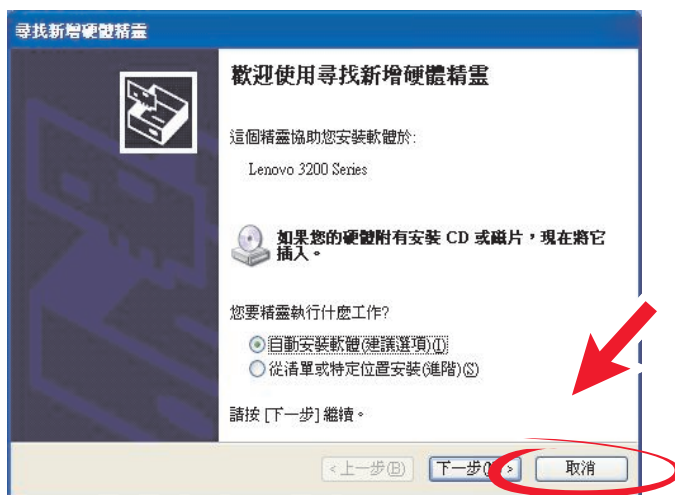 尋找新增硬體精靈
歡迎使用尋找新增硬體精靈
這個精靈協助您安裝軟體於:
Lenovo 3200 Series
如果您的硬體附有安裝 CD 或磁片,現在將它
插入。
您要精靈執行什麼工作?
自動安裝軟體(建議選項)(I)
從清單或特定位置安裝(進階)(S)
請按 [下一步] 繼續。
<上一步(B) 下一步 > 取消